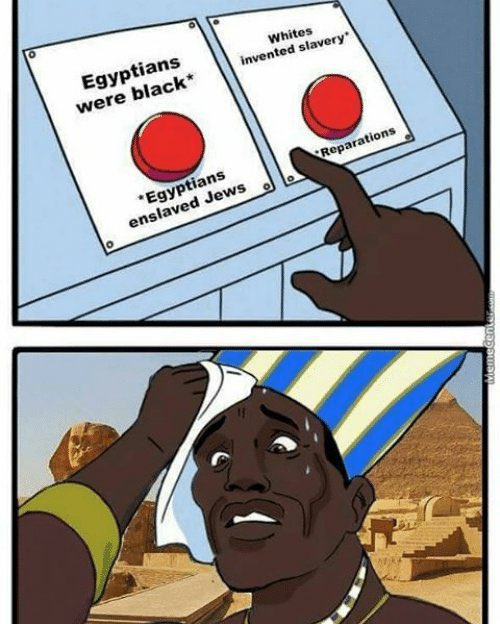 Egyptians
were black*
*Egyptians
enslaved Jews
Whites
invented slavery*
*Reparations
MemeCenter.com